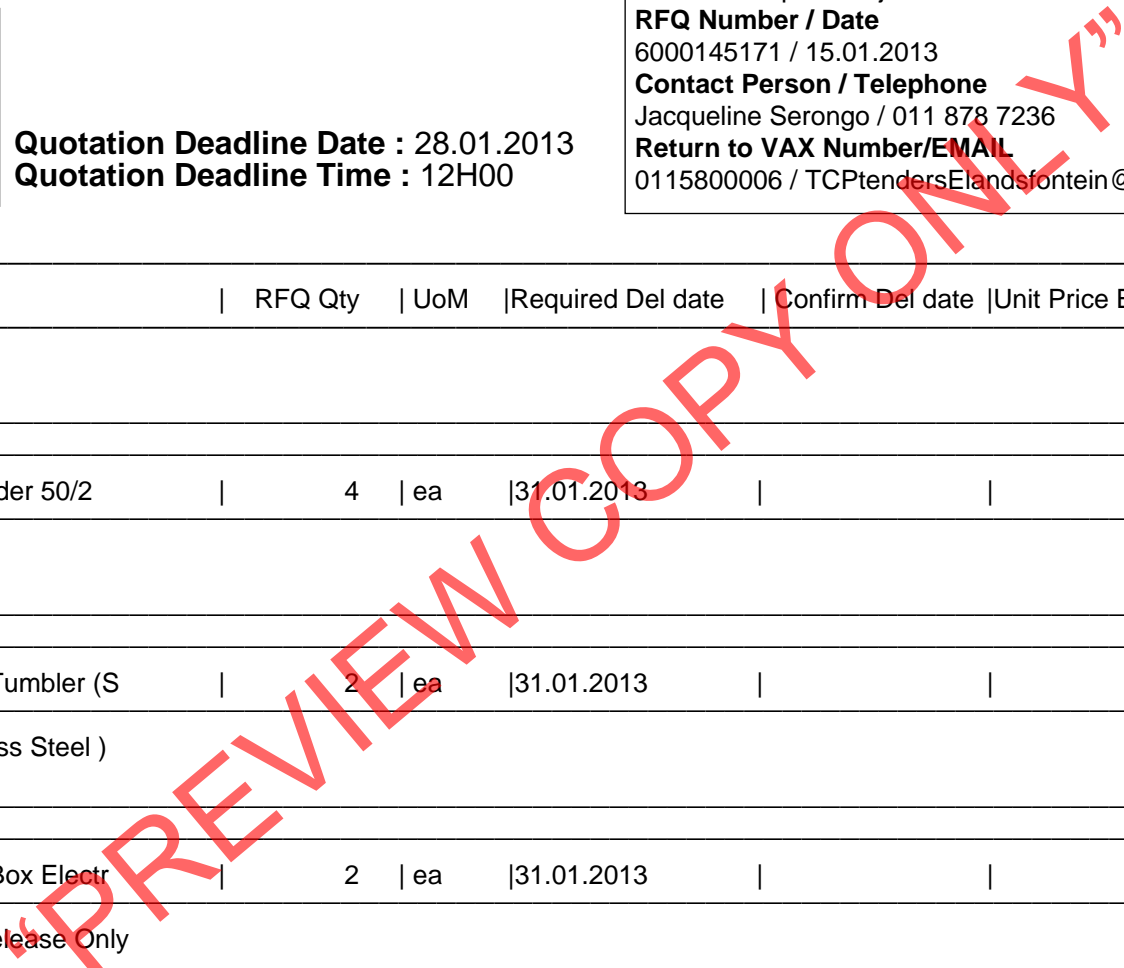 RFQ Number / Date
6000145171 / 15.01.2013
Contact Person / Telephone
Jacqueline Serongo / 011 878 7236
Return to VAX Number/EMAIL
0115800006 / TCPtendersElandsfontein@
Quotation Deadline Date : 28.01.2013
Quotation Deadline Time : 12H00
| RFQ Qty | UoM |Required Del date | Confirm Del date |Unit Price E
der 50/2 | 4 | ea |31.01.2013 | |
Tumbler (S | 2 | ea |31.01.2013 | |
ss Steel )
Box Electr | 2 | ea |31.01.2013 | |
elease Only
“PREVIEW COPY ONLY”